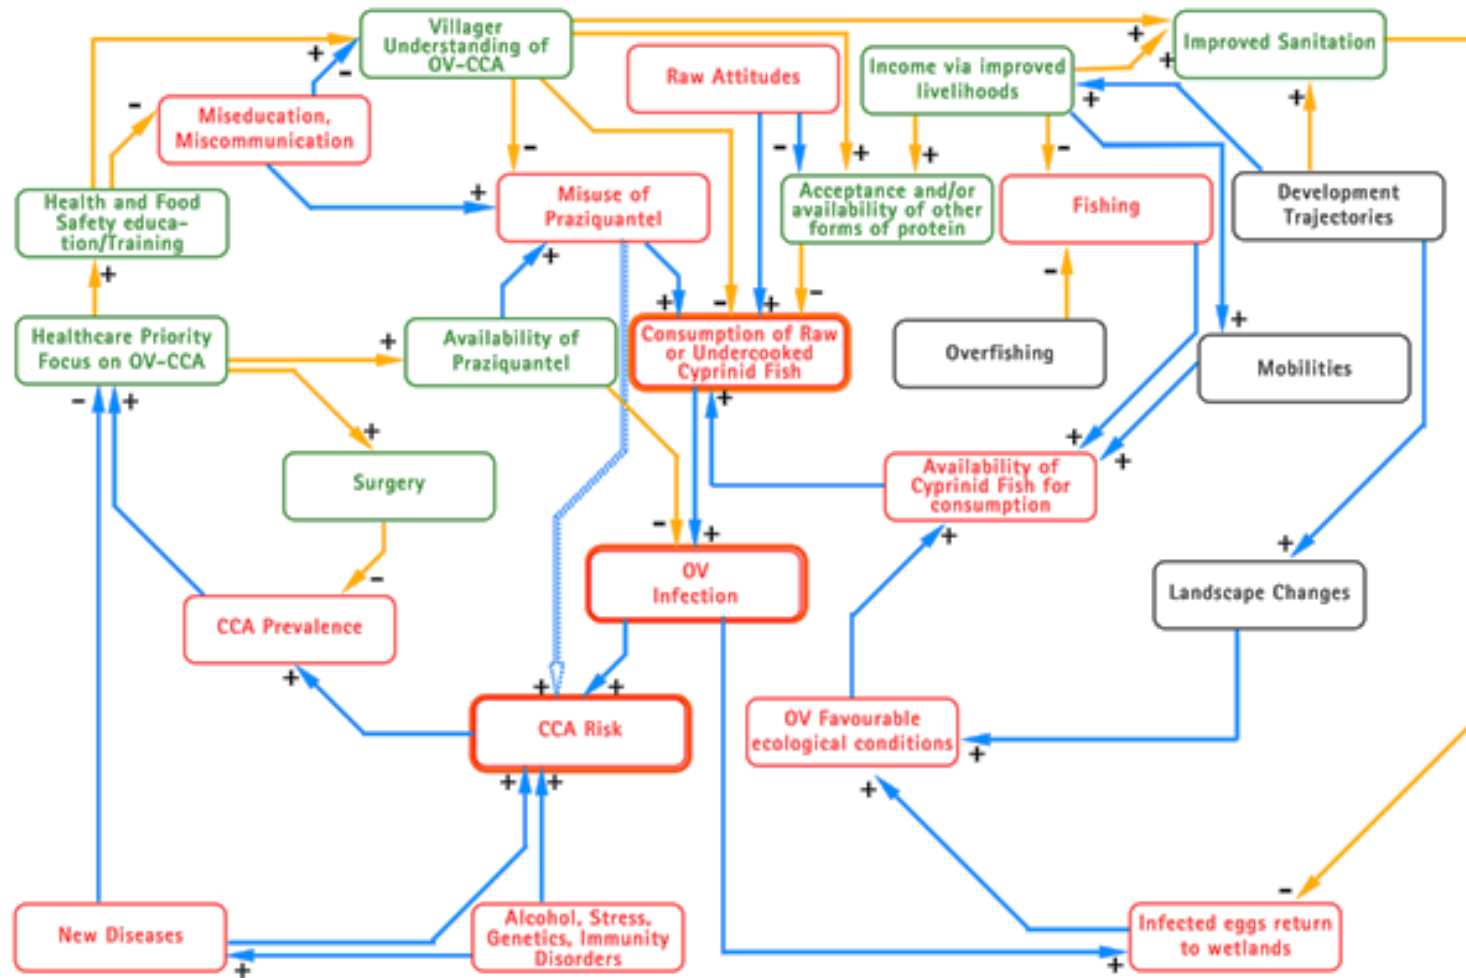 Villager
Understanding of
OV-CCA
Improved Sanitation
Raw Attitudes
Income via improved
livelihoods
Miseducation,
Miscommunication
Health and Food
Safety educa-
tion/Training
Misuse of
Praziquantel
Acceptance and/or
availability of other
forms of protein
Fishing
Development
Trajectories
Healthcare Priority
Focus on OV-CCA
Availability of
Praziquantel
Consumption of Raw
or Undercooked
Cyprinid Fish
Overfishing
Mobilities
Surgery
Availability of
Cyprinid Fish for
consumption
OV
Infection
Landscape Changes
CCA Prevalence
CCA Risk
OV Favourable
ecological conditions
New Diseases
Alcohol, Stress,
Genetics, Immunity
Disorders
Infected eggs return
to wetlands